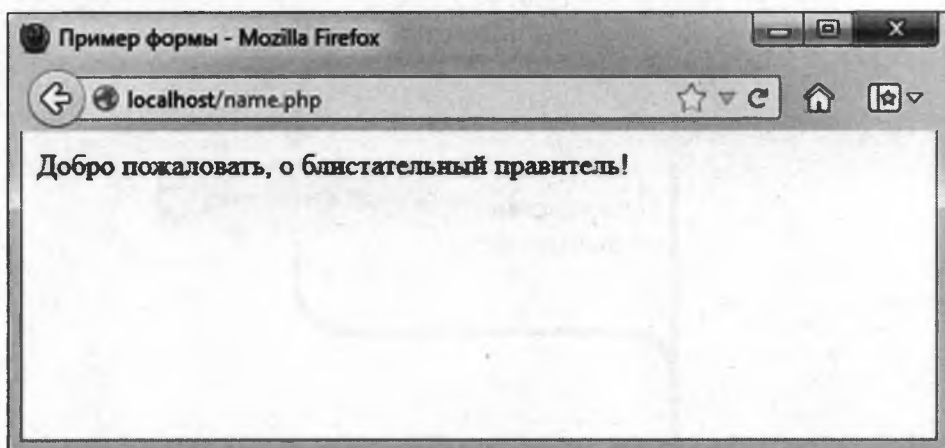 Пример формы - Mozilla Firefox
localhost/name.php
Добро пожаловать, о блистательный правитель!